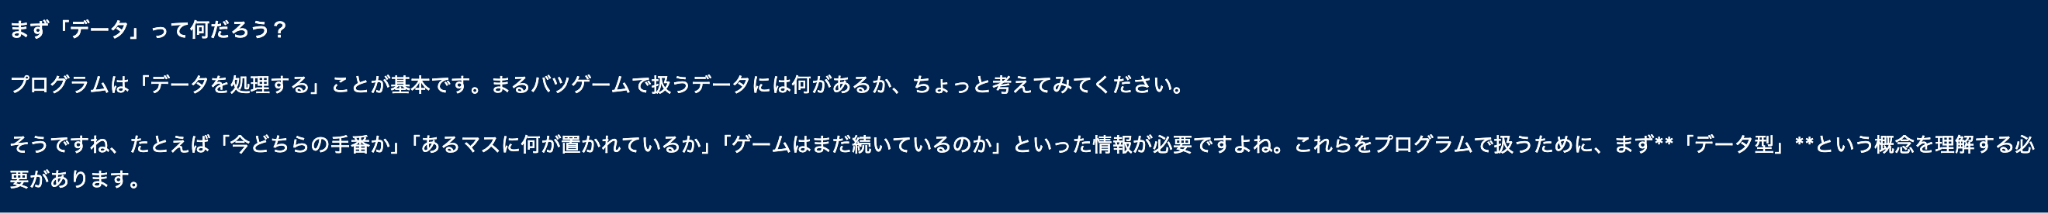 まず「データ」って何だろう？
プログラムは「データを処理する」ことが基本です。まるバツゲームで扱うデータには何があるか、ちょっと考えてみてください。
そうですね、たとえば「今どちらの手番か」「あるマスに何が置かれているか」「ゲームはまだ続いているのか」といった情報が必要ですよね。これらをプログラムで扱うために、まず**「データ型」**という概念を理解する必
要があります。